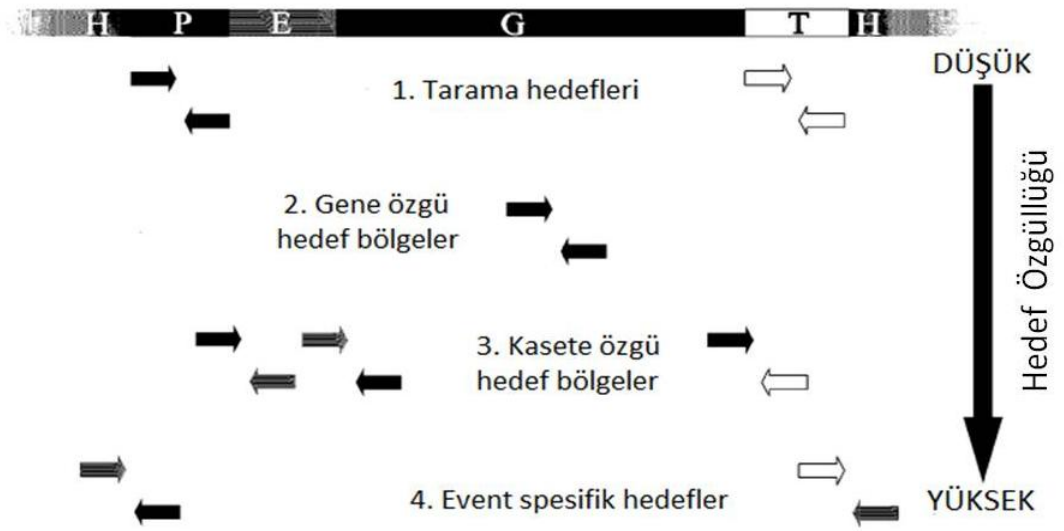 H P E G T H
DÜŞÜK
1. Tarama hedefleri
2. Gene özgü
hedef bölgeler
Hedef Özgüllüğü
3. Kasete özgü
hedef bölgeler
4. Event spesifik hedefler
YÜKSEK